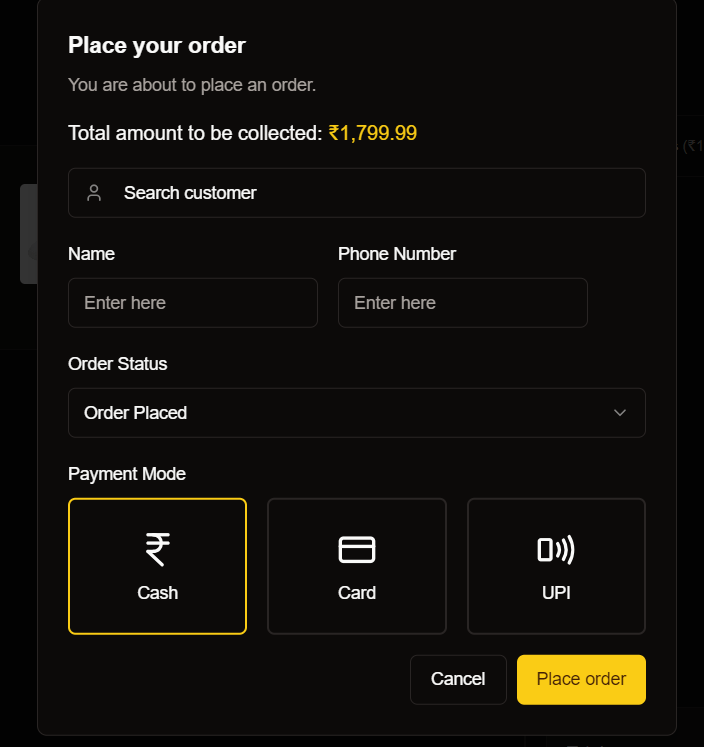 Place your order
You are about to place an order.
Total amount to be collected: ₹1,799.99
Search customer
Name
Phone Number
Enter here
Enter here
Order Status
Order Placed
Payment Mode
₹
Cash
Card
UPI
Cancel
Place order